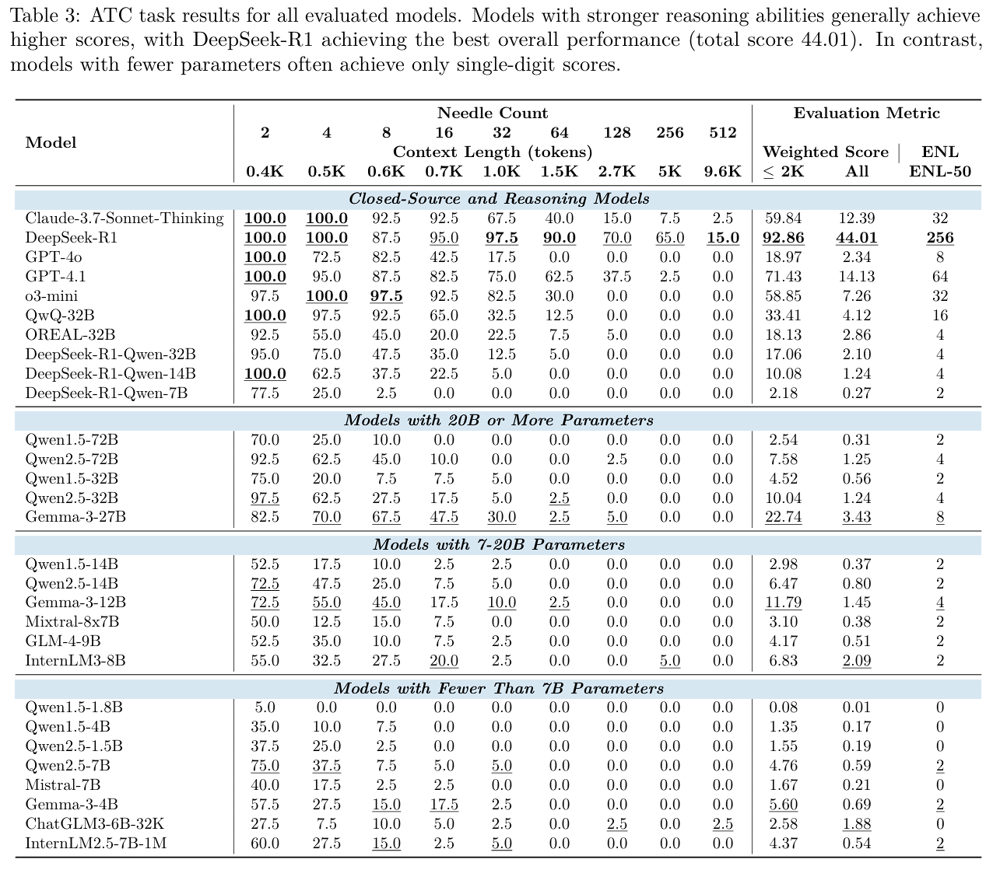 Table 3: ATC task results for all evaluated models. Models with stronger reasoning abilities generally achieve
higher scores, with DeepSeek-R1 achieving the best overall performance (total score 44.01). In contrast,
models with fewer parameters often achieve only single-digit scores.
Model
Needle Count
Evaluation Metric
2 4 8 16 32 64 128 256 512
Context Length (tokens)
Weighted Score | ENL
0.4K 0.5K 0.6K 0.7K 1.0K 1.5K 2.7K 5K 9.6K ≤ 2K All ENL-50
Closed-Source and Reasoning Models
Claude-3.7-Sonnet-Thinking 100.0 100.0 92.5 92.5 67.5 40.0 15.0 7.5 2.5 59.84 12.39 32
DeepSeek-R1 100.0 100.0 87.5 95.0 97.5 90.0 70.0 65.0 15.0 92.86 44.01 256
GPT-4o 100.0 72.5 82.5 42.5 17.5 0.0 0.0 0.0 0.0 18.97 2.34 8
GPT-4.1 100.0 95.0 87.5 82.5 75.0 62.5 37.5 2.5 0.0 71.43 14.13 64
o3-mini 97.5 100.0 97.5 92.5 82.5 30.0 0.0 0.0 0.0 58.85 7.26 32
QwQ-32B 100.0 97.5 92.5 65.0 32.5 12.5 0.0 0.0 0.0 33.41 4.12 16
OREAL-32B 92.5 55.0 45.0 20.0 22.5 7.5 5.0 0.0 0.0 18.13 2.86 4
DeepSeek-R1-Qwen-32B 95.0 75.0 47.5 35.0 12.5 5.0 0.0 0.0 0.0 17.06 2.10 4
DeepSeek-R1-Qwen-14B 100.0 62.5 37.5 22.5 5.0 0.0 0.0 0.0 0.0 10.08 1.24 4
DeepSeek-R1-Qwen-7B 77.5 25.0 2.5 0.0 0.0 0.0 0.0 0.0 0.0 2.18 0.27 2
Models with 20B or More Parameters
Qwen1.5-72B 70.0 25.0 10.0 0.0 0.0 0.0 0.0 0.0 0.0 2.54 0.31 2
Qwen2.5-72B 92.5 62.5 45.0 10.0 0.0 0.0 2.5 0.0 0.0 7.58 1.25 4
Qwen1.5-32B 75.0 20.0 7.5 7.5 5.0 0.0 0.0 0.0 0.0 4.52 0.56 2
Qwen2.5-32B 97.5 62.5 27.5 17.5 5.0 2.5 0.0 0.0 0.0 10.04 1.24 4
Gemma-3-27B 82.5 70.0 67.5 47.5 30.0 2.5 5.0 0.0 0.0 22.74 3.43 8
Models with 7-20B Parameters
Qwen1.5-14B 52.5 17.5 10.0 2.5 2.5 0.0 0.0 0.0 0.0 2.98 0.37 2
Qwen2.5-14B 72.5 47.5 25.0 7.5 5.0 0.0 0.0 0.0 0.0 6.47 0.80 2
Gemma-3-12B 72.5 55.0 45.0 17.5 10.0 2.5 0.0 0.0 0.0 11.79 1.45 4
Mixtral-8x7B 50.0 12.5 15.0 7.5 0.0 0.0 0.0 0.0 0.0 3.10 0.38 2
GLM-4-9B 52.5 35.0 10.0 7.5 2.5 0.0 0.0 0.0 0.0 4.17 0.51 2
InternLM3-8B 55.0 32.5 27.5 20.0 2.5 0.0 0.0 5.0 0.0 6.83 2.09 2
Models with Fewer Than 7B Parameters
Qwen1.5-1.8B 5.0 0.0 0.0 0.0 0.0 0.0 0.0 0.0 0.0 0.08 0.01 0
Qwen1.5-4B 35.0 10.0 7.5 0.0 0.0 0.0 0.0 0.0 0.0 1.35 0.17 0
Qwen2.5-1.5B 37.5 25.0 2.5 0.0 0.0 0.0 0.0 0.0 0.0 1.55 0.19 0
Qwen2.5-7B 75.0 37.5 7.5 5.0 5.0 0.0 0.0 0.0 0.0 4.76 0.59 2
Mistral-7B 40.0 17.5 2.5 2.5 0.0 0.0 0.0 0.0 0.0 1.67 0.21 0
Gemma-3-4B 57.5 27.5 15.0 17.5 2.5 0.0 0.0 0.0 0.0 5.60 0.69 2
ChatGLM3-6B-32K 27.5 7.5 10.0 5.0 2.5 0.0 2.5 0.0 2.5 2.58 1.88 0
InternLM2.5-7B-1M 60.0 27.5 15.0 2.5 5.0 0.0 0.0 0.0 0.0 4.37 0.54 2